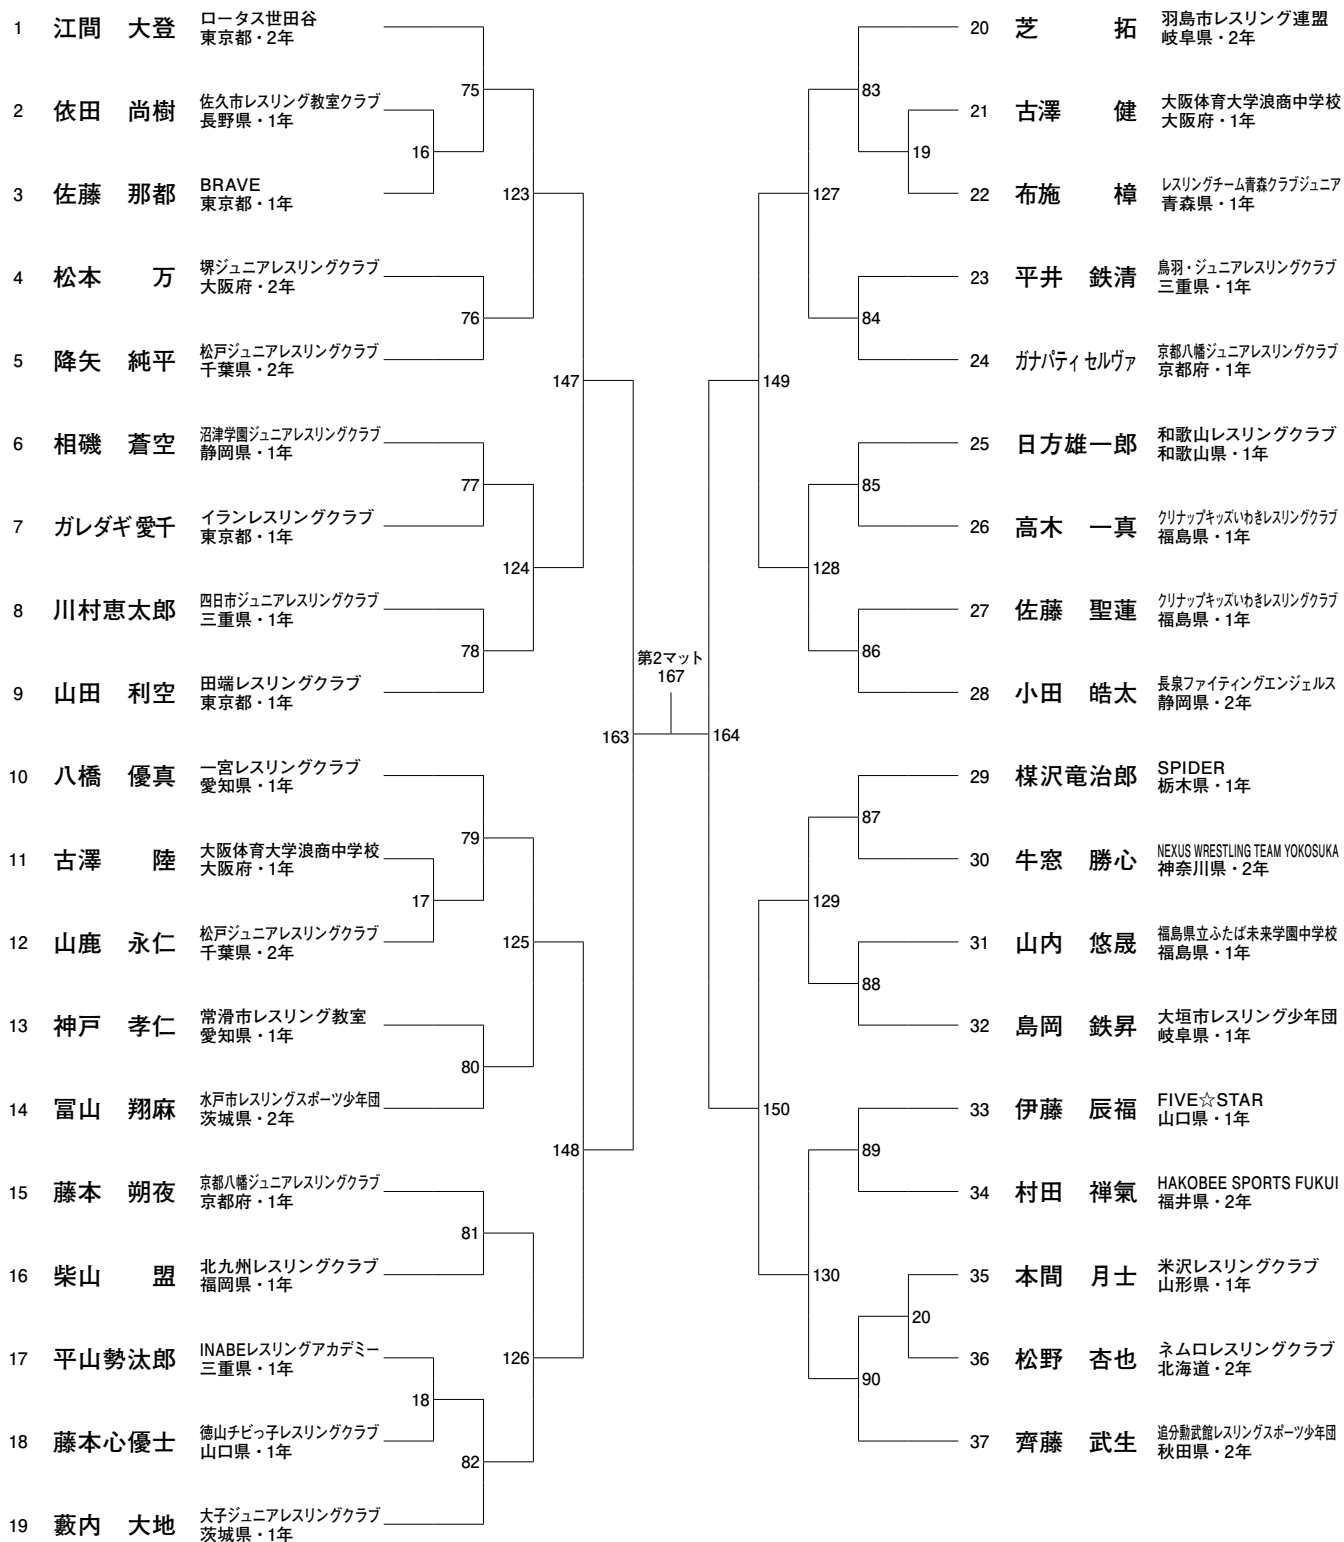 1 江間 大登 ロータス世田谷
東京都・2年
2 依田 尚樹 佐久市レスリング教室クラブ
長野県・1年
3 佐藤 那都 BRAVE
東京都・1年
4 松本 万 堺ジュニアレスリングクラブ
大阪府・2年
5 降矢 純平 松戸ジュニアレスリングクラブ
千葉県・2年
6 相磯 蒼空 沼津学園ジュニアレスリングクラブ
静岡県・1年
7 ガレダギ 愛千 イランレスリングクラブ
東京都・1年
8 川村恵太郎 四日市ジュニアレスリングクラブ
三重県・1年
9 山田 利空 田端レスリングクラブ
東京都・1年
10 八橋 優真 一宮レスリングクラブ
愛知県・1年
11 古澤 陸 大阪体育大学浪商中学校
大阪府・1年
12 山鹿 永仁 松戸ジュニアレスリングクラブ
千葉県・2年
13 神戸 孝仁 常滑市レスリング教室
愛知県・1年
14 冨山 翔麻 水戸市レスリングスポーツ少年団
茨城県・2年
15 藤本 朔夜 京都八幡ジュニアレスリングクラブ
京都府・1年
16 柴山 盟 北九州レスリングクラブ
福岡県・1年
17 平山勢汰郎 INABEレスリングアカデミー
三重県・1年
18 藤本心優士 徳山チビっ子レスリングクラブ
山口県・1年
19 藪内 大地 大子ジュニアレスリングクラブ
茨城県・1年
16
17
18
75
76
77
78
79
80
81
82
123
124
125
126
147
148
163
第2マット
167
164
149
150
127
128
129
130
83
84
85
86
87
88
89
90
19
20
20 芝 拓 羽島市レスリング連盟
岐阜県・2年
21 古澤 健 大阪体育大学浪商中学校
大阪府・1年
22 布施 樟 レスリングチーム青森クラブジュニア
青森県・1年
23 平井 鉄清 鳥羽・ジュニアレスリングクラブ
三重県・1年
24 ガナパティ セルヴァ 京都八幡ジュニアレスリングクラブ
京都府・1年
25 日方雄一郎 和歌山レスリングクラブ
和歌山県・1年
26 高木 一真 クリナップキッズいわきレスリングクラブ
福島県・1年
27 佐藤 聖蓮 クリナップキッズいわきレスリングクラブ
福島県・1年
28 小田 皓太 長泉ファイティングエンジェルス
静岡県・2年
29 楳沢竜治郎 SPIDER
栃木県・1年
30 牛窓 勝心 NEXUS WRESTLING TEAM YOKOSUKA
神奈川県・2年
31 山内 悠晟 福島県立ふたば未来学園中学校
福島県・1年
32 島岡 鉄昇 大垣市レスリング少年団
岐阜県・1年
33 伊藤 辰福 FIVE☆STAR
山口県・1年
34 村田 禅氣 HAKOBEE SPORTS FUKUI
福井県・2年
35 本間 月士 米沢レスリングクラブ
山形県・1年
36 松野 杏也 ネムロレスリングクラブ
北海道・2年
37 齊藤 武生 追分勳武館レスリングスポーツ少年団
秋田県・2年